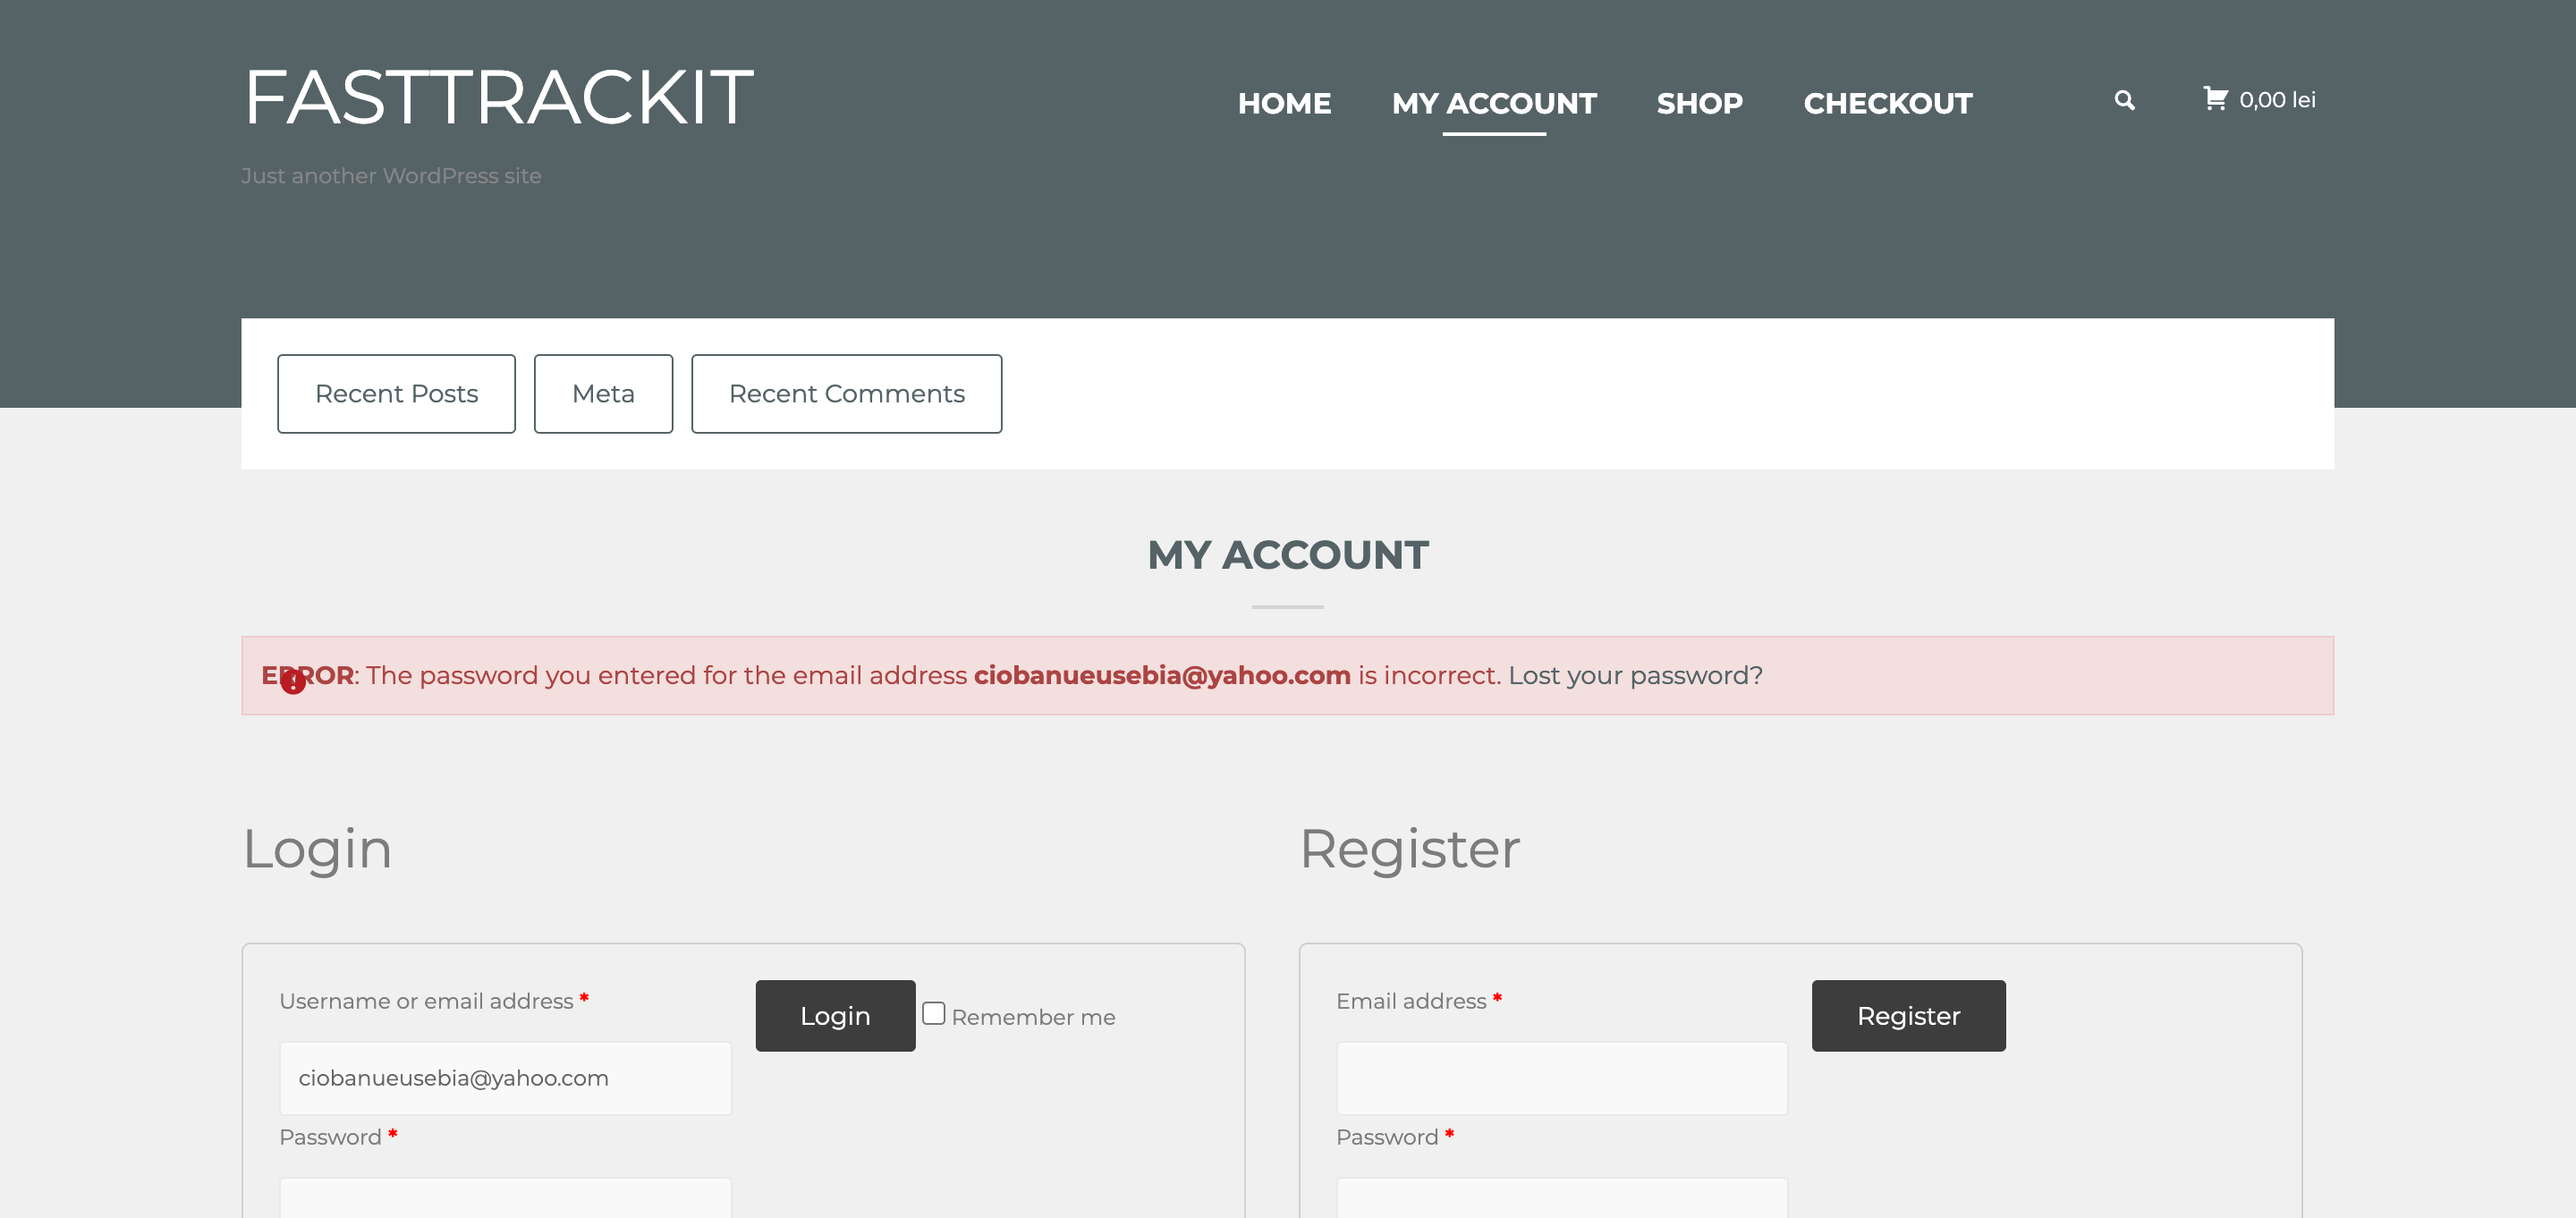 FASTTRACKIT
HOME MY ACCOUNT SHOP CHECKOUT 0,00 lei
Just another WordPress site
Recent Posts Meta Recent Comments
MY ACCOUNT
ERROR: The password you entered for the email address ciobanueusebia@yahoo.com is incorrect. Lost your password?
Login
Register
Username or email address *
Login Remember me
ciobanueusebia@yahoo.com
Password *
Email address *
Register
Password *